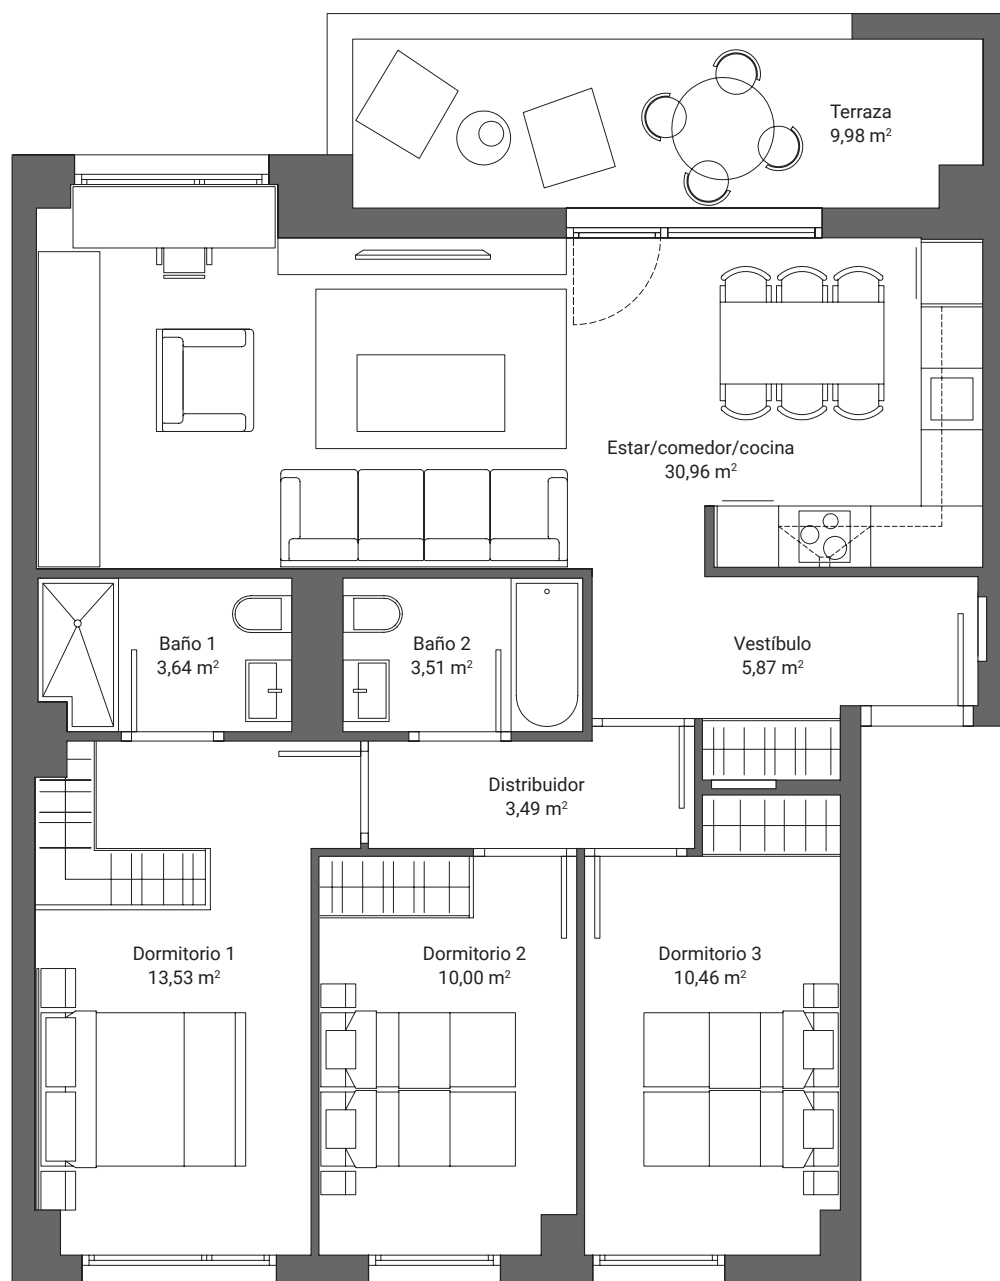 Terraza
9,98 m²
Estar/comedor/cocina
30,96 m²
Baño 1
3,64 m²
Baño 2
3,51 m²
Vestíbulo
5,87 m²
Distribuidor
3,49 m²
Dormitorio 1
13,53 m²
Dormitorio 2
10,00 m²
Dormitorio 3
10,46 m²